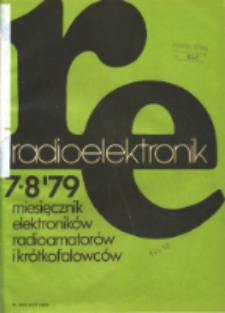 re
radioelektronik
7·8'79
miesięcznik
elektroników
radioamatorów
i krótkofalowców